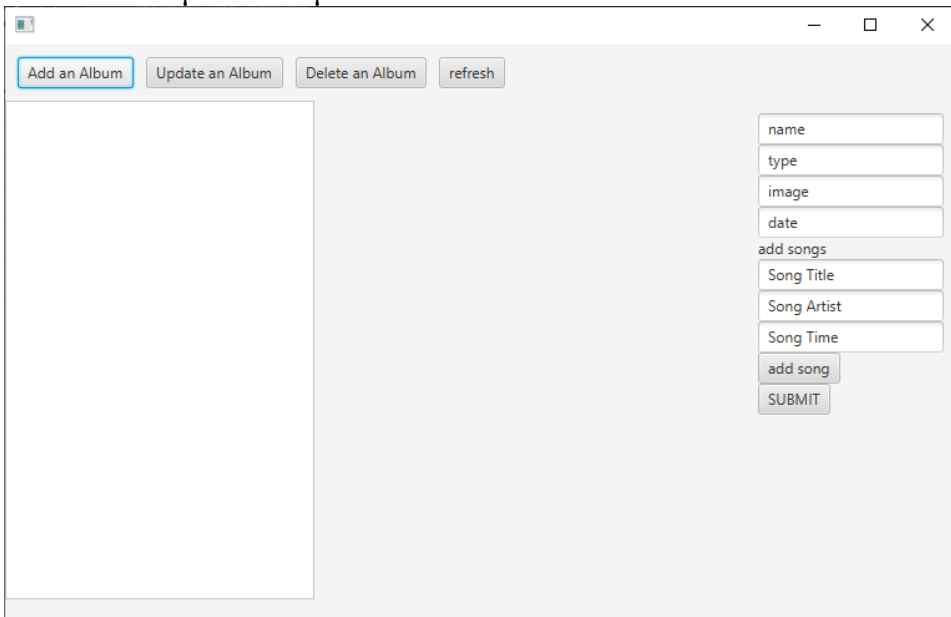 Add an Album Update an Album Delete an Album refresh
name
type
image
date
add songs
Song Title
Song Artist
Song Time
add song
SUBMIT